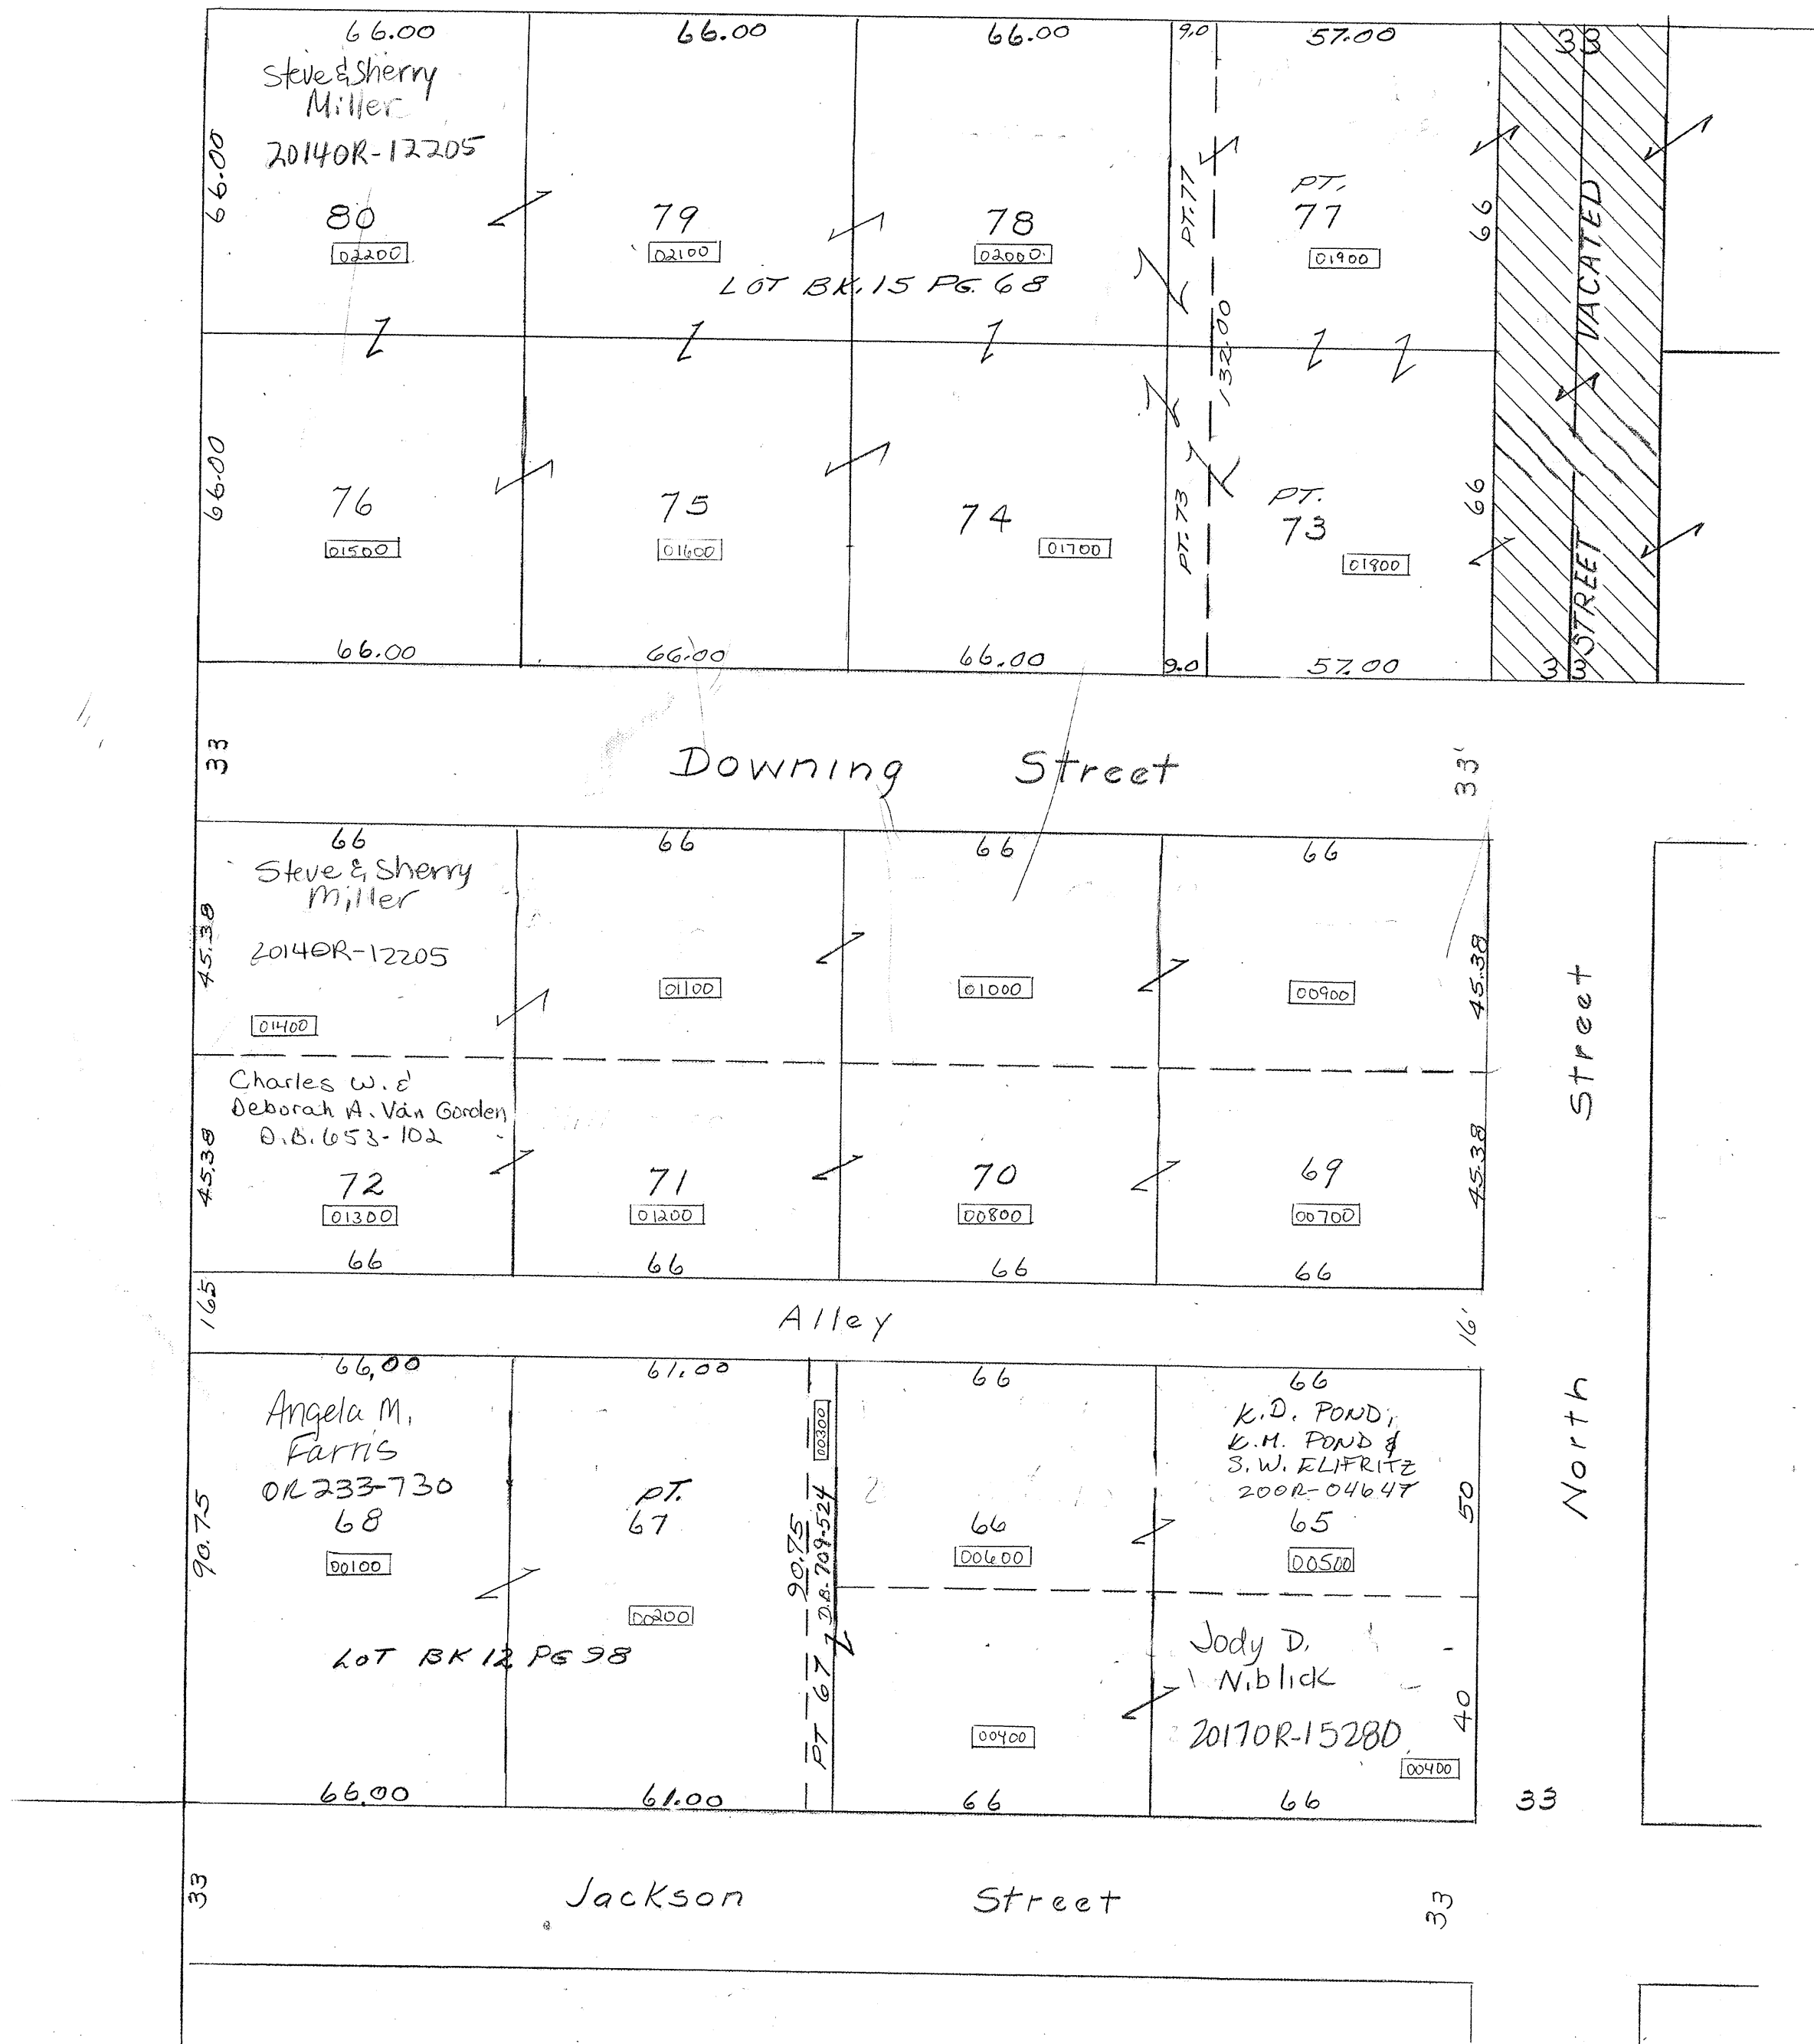 66.00 66.00 66.00 9.0 57.00 33
Steve & Sherry
Miller
2014OR-12205
66.00
80
02200
79
02100
78
02000
PT. 77
PT.
77
01900
66
LOT BK. 15 PG. 68
132.00
VACATED
STREET
66.00
76
01500
75
01600
74
01700
PT. 73
PT.
73
01800
66
66.00 66.00 66.00 9.0 57.00 33
33
Downing Street
33'
66 66 66 66
Steve & Sherry
Miller
2014OR-12205
45.38
01400
01100
01000
00900
45.38
Charles W. &
Deborah A. Van Gorden
D.B. 653-102
45.38
72
01300
71
01200
70
00800
69
00700
45.38
66 66 66 66
North Street
165
Alley
16'
66.00 61.00 66 66
Angela M.
Farris
OR 233-730
68
00100
90.75
PT.
67
00200
90.75
00300
PT 67 D.B. 709-524
66
00600
K.D. POND,
K.M. POND &
S.W. ELIFRITZ
200R-04647
65
00500
50
LOT BK 12 PG 98
00400
Jody D.
Niblick
2017OR-15280
00400
40
66.00 61.00 66 66
33
33
Jackson Street
33